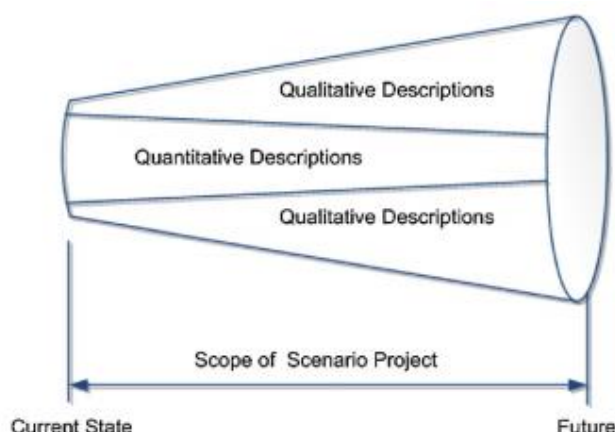 Qualitative Descriptions
Quantitative Descriptions
Qualitative Descriptions
Scope of Scenario Project
Current State
Future